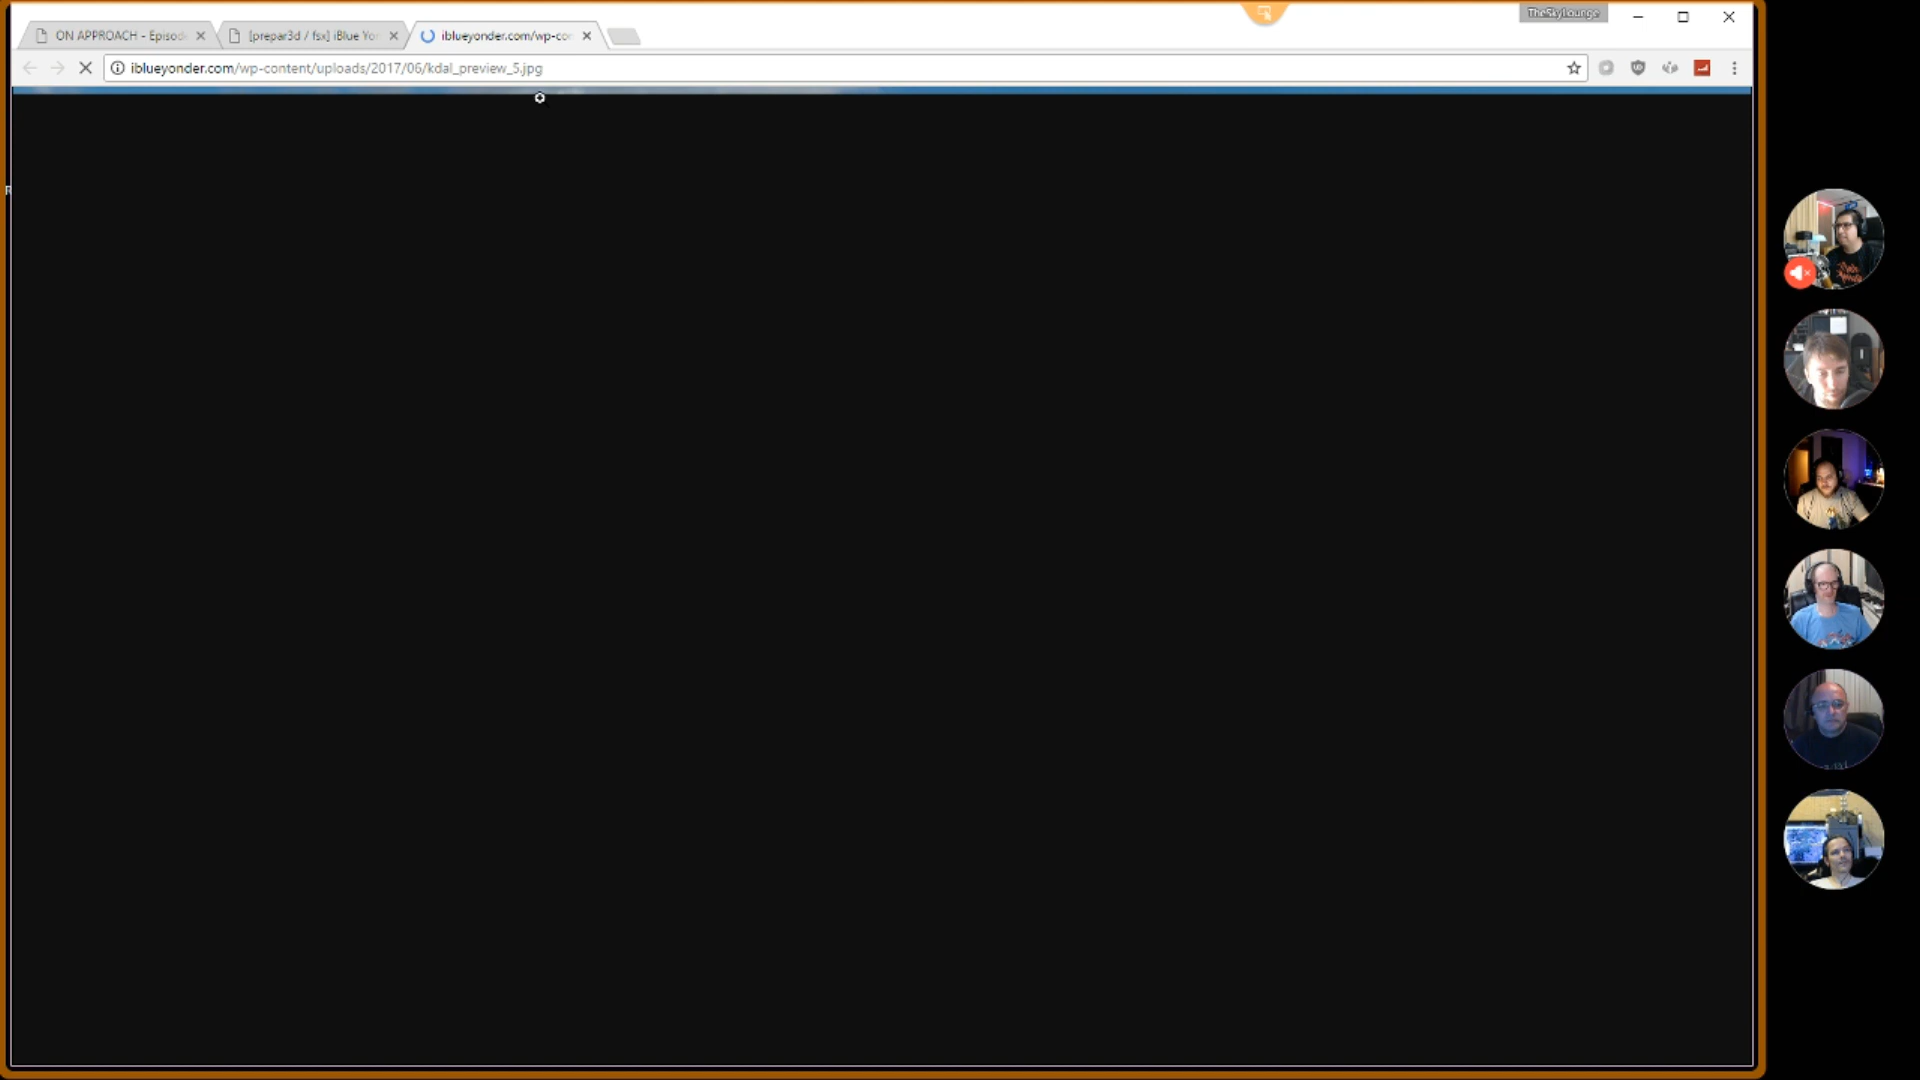 TheSkyLounge
ON APPROACH - Episod
[prepar3d / fsx] iBlue Yo
iblueyonder.com/wp-co
iblueyonder.com/wp-content/uploads/2017/06/kdal_preview_5.jpg
R